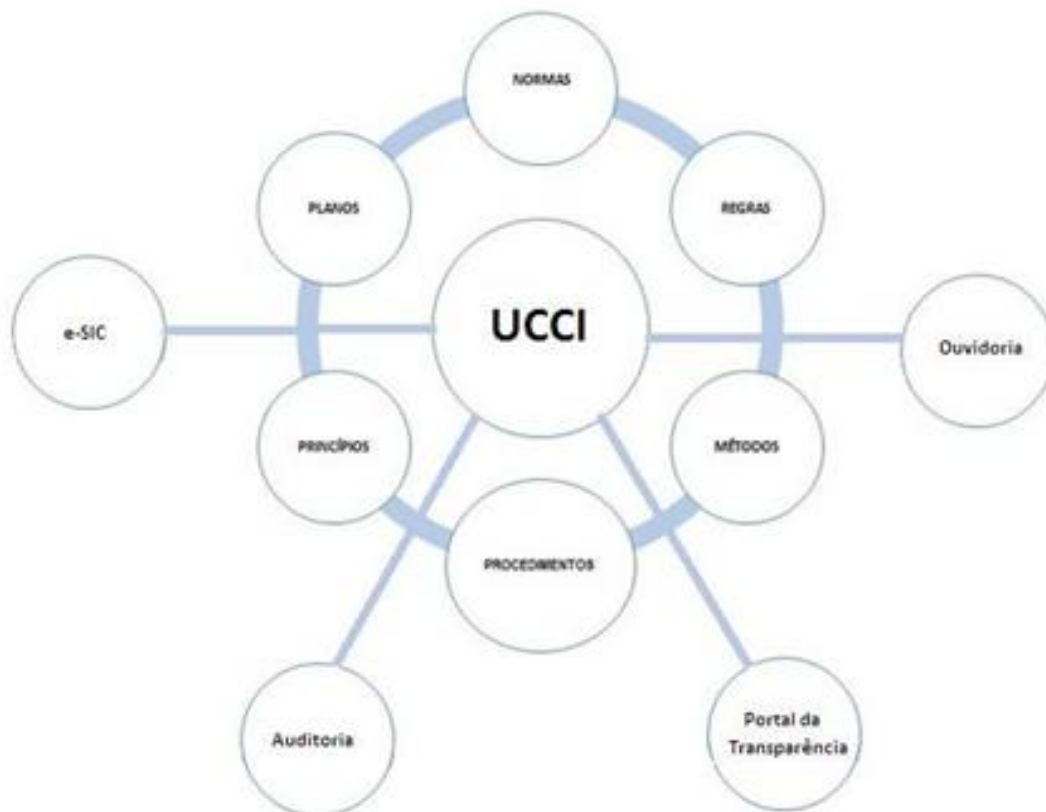 NORMAS
PLANOS
REGRAS
UCCI
e-SIC
Ouvidoria
PRINCÍPIOS
MÉTODOS
PROCEDIMENTOS
Auditoria
Portal da
Transparência